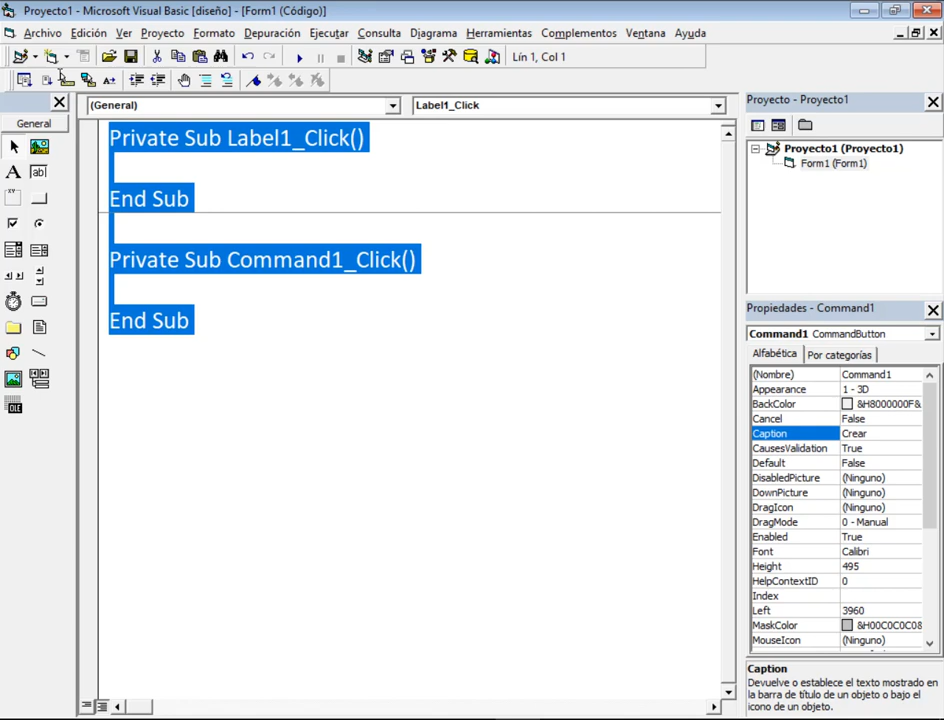 Proyecto1 - Microsoft Visual Basic [diseño] - [Form1 (Código)]
Archivo Edición Ver Proyecto Formato Depuración Ejecutar Consulta Diagrama Herramientas Complementos Ventana Ayuda
Lín 1, Col 1
General
(General)
Label1_Click
Private Sub Label1_Click()
End Sub
Private Sub Command1_Click()
End Sub
Proyecto - Proyecto1
Proyecto1 (Proyecto1)
Form1 (Form1)
Propiedades - Command1
Command1 CommandButton
Alfabética Por categorías
(Nombre) Command1
Appearance 1 - 3D
BackColor &H8000000F&
Cancel False
Caption Crear
CausesValidation True
Default False
DisabledPicture (Ninguno)
DownPicture (Ninguno)
DragIcon (Ninguno)
DragMode 0 - Manual
Enabled True
Font Calibri
Height 495
HelpContextID 0
Index
Left 3960
MaskColor &H00C0C0C0&
MouseIcon (Ninguno)
Caption
Devuelve o establece el texto mostrado en
la barra de título de un objeto o bajo el
icono de un objeto.